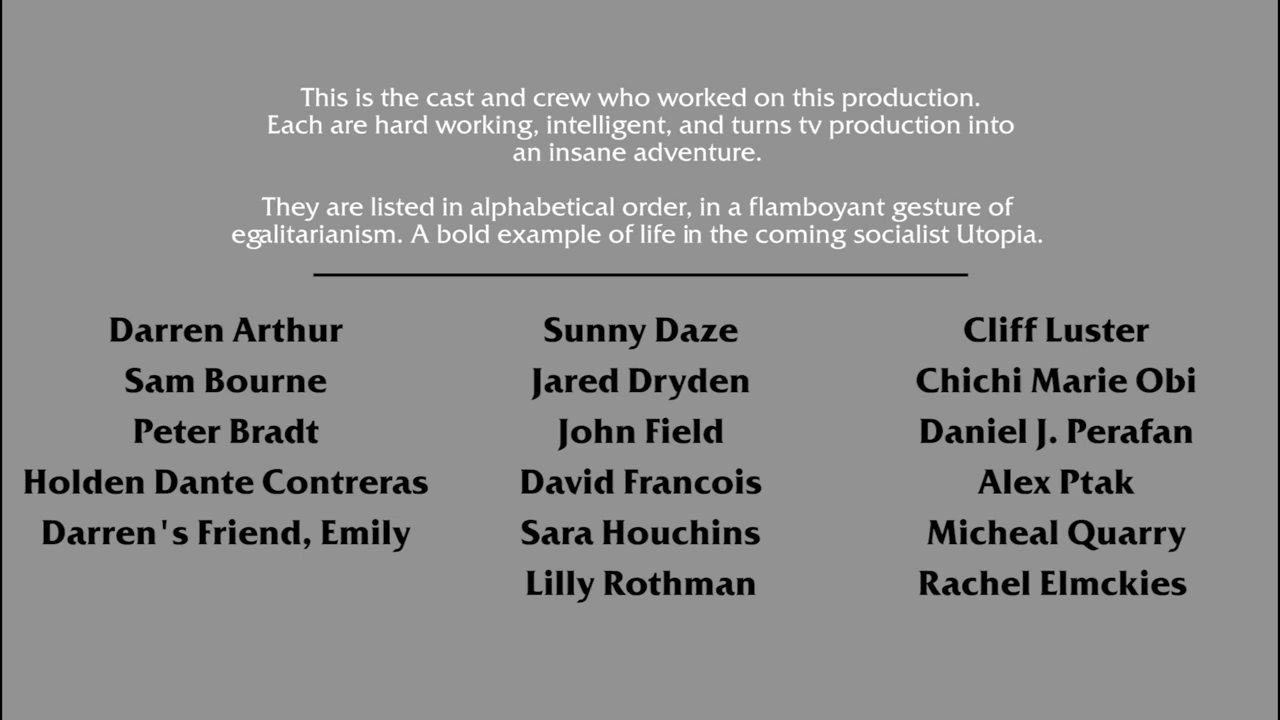 This is the cast and crew who worked on this production.
Each are hard working, intelligent, and turns tv production into
an insane adventure.
They are listed in alphabetical order, in a flamboyant gesture of
egalitarianism. A bold example of life in the coming socialist Utopia.
Darren Arthur
Sam Bourne
Peter Bradt
Holden Dante Contreras
Darren's Friend, Emily
Sunny Daze
Jared Dryden
John Field
David Francois
Sara Houchins
Lilly Rothman
Cliff Luster
Chichi Marie Obi
Daniel J. Perafan
Alex Ptak
Micheal Quarry
Rachel Elmckies